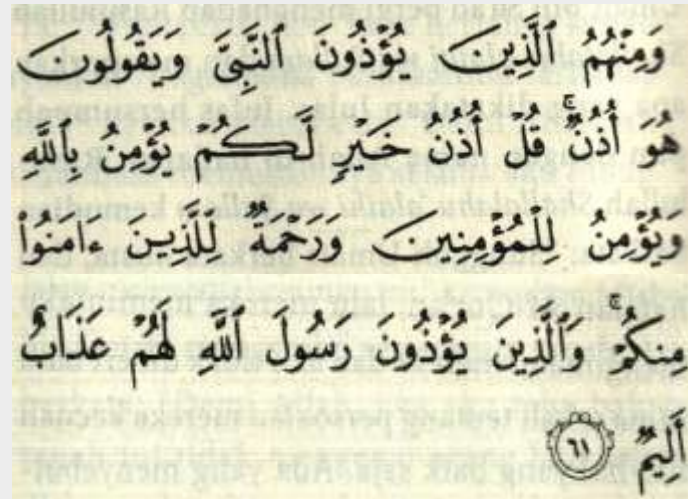 وَمِنْهُمُ ٱلَّذِينَ يُؤْذُونَ ٱلنَّبِىَّ وَيَقُولُونَ
هُوَ أُذُنٌ ۚ قُلْ أُذُنُ خَيْرٍ لَّكُمْ يُؤْمِنُ بِٱللَّهِ
وَيُؤْمِنُ لِلْمُؤْمِنِينَ وَرَحْمَةٌ لِّلَّذِينَ ءَامَنُوا۟
مِنكُمْ ۚ وَٱلَّذِينَ يُؤْذُونَ رَسُولَ ٱللَّهِ لَهُمْ عَذَابٌ
أَلِيمٌ ٦١